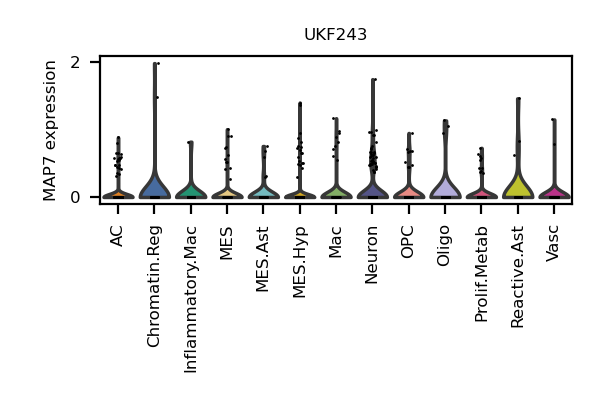 UKF243
MAP7 expression
2
0
AC
Chromatin.Reg
Inflammatory.Mac
MES
MES.Ast
MES.Hyp
Mac
Neuron
OPC
Oligo
Prolif.Metab
Reactive.Ast
Vasc